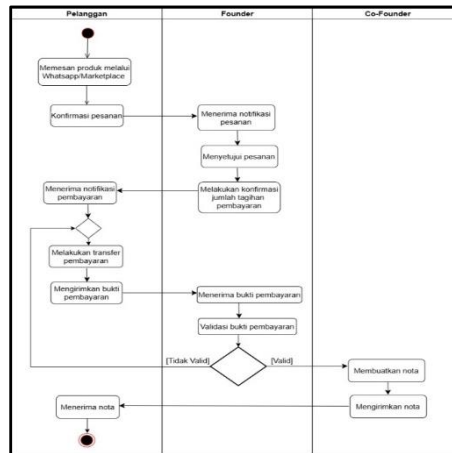 Pelanggan
Founder
Co-Founder
Memesan produk melalui
Whatsapp/Marketplace
Konfirmasi pesanan
Menerima notifikasi
pesanan
Menyetujui pesanan
Menerima notifikasi
pembayaran
Melakukan konfirmasi
jumlah tagihan
pembayaran
Melakukan transfer
pembayaran
Mengirimkan bukti
pembayaran
Menerima bukti pembayaran
Validasi bukti pembayaran
[Tidak Valid]
[Valid]
Membuatkan nota
Menerima nota
Mengirimkan nota